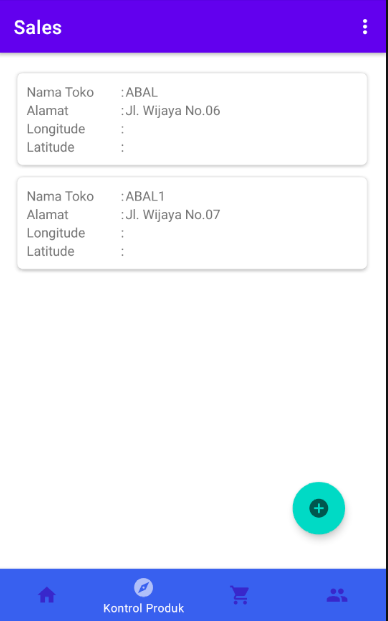 Sales
Nama Toko : ABAL
Alamat : Jl. Wijaya No.06
Longitude :
Latitude :
Nama Toko : ABAL1
Alamat : Jl. Wijaya No.07
Longitude :
Latitude :
Kontrol Produk